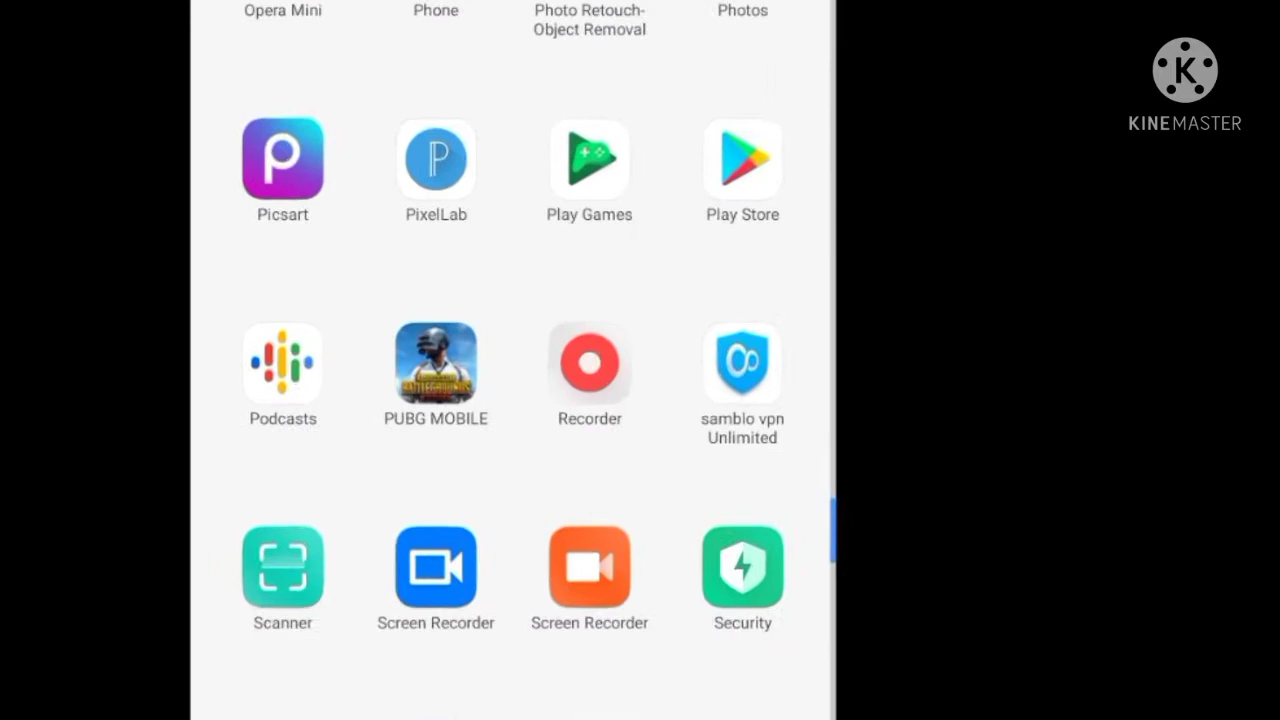 Opera Mini
Phone
Photo Retouch-
Object Removal
Photos
K
KINEMASTER
Picsart
PixelLab
Play Games
Play Store
Podcasts
PUBG MOBILE
Recorder
samblo vpn
Unlimited
Scanner
Screen Recorder
Screen Recorder
Security